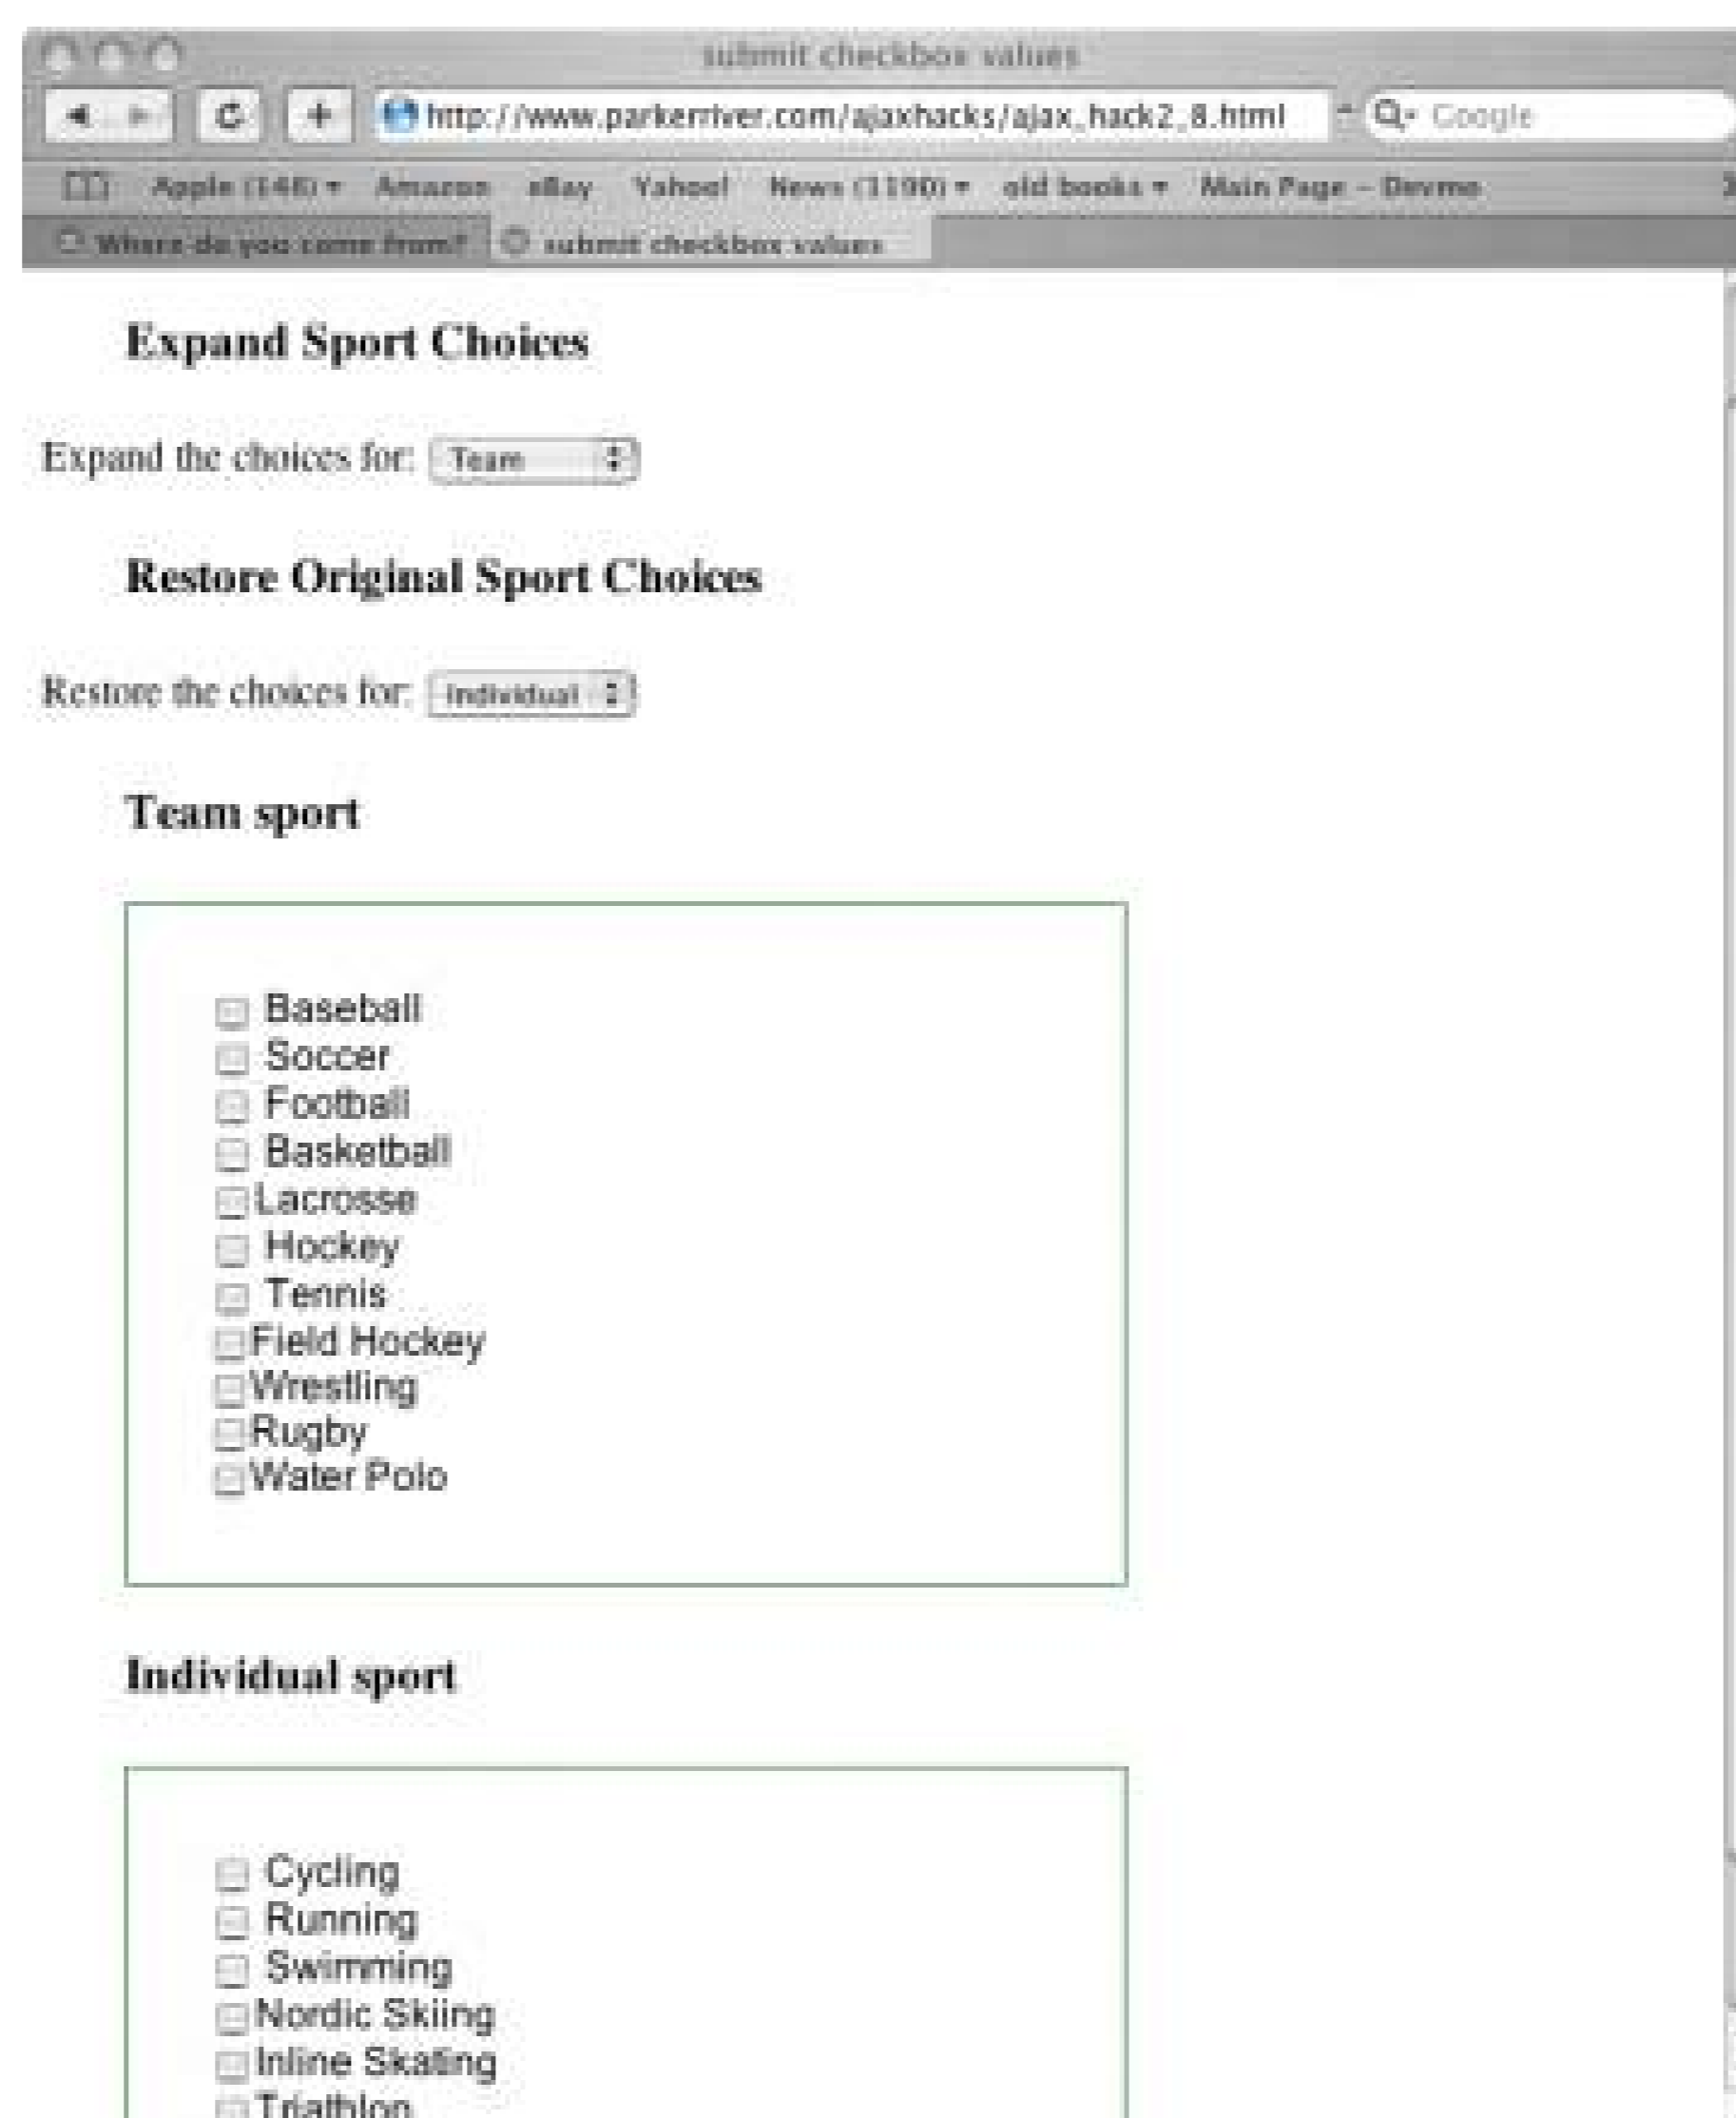 submit checkbox values
http://www.parkerriver.com/ajaxhacks/ajax_hack2_8.html Google
Apple (148) Amazon eBay Yahoo! News (1190) old books Main Page – Devmo
Where do you come from? submit checkbox values
Expand Sport Choices
Expand the choices for: Team
Restore Original Sport Choices
Restore the choices for: Individual
Team sport
Baseball
Soccer
Football
Basketball
Lacrosse
Hockey
Tennis
Field Hockey
Wrestling
Rugby
Water Polo
Individual sport
Cycling
Running
Swimming
Nordic Skiing
Inline Skating
Triathlon